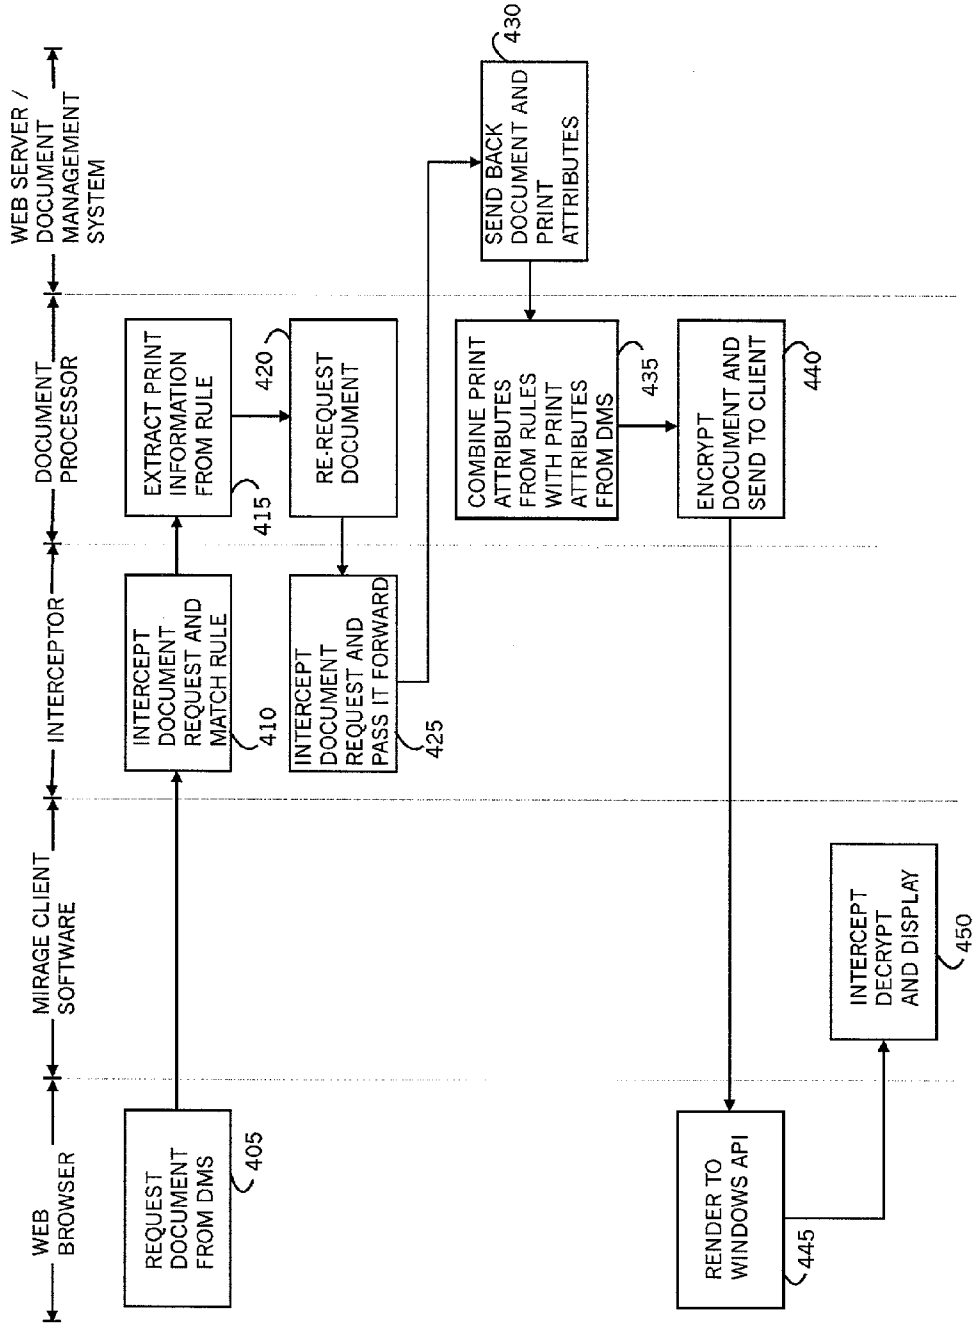 WEB
BROWSER
MIRAGE CLIENT
SOFTWARE
INTERCEPTOR
DOCUMENT
PROCESSOR
WEB SERVER /
DOCUMENT
MANAGEMENT
SYSTEM
REQUEST
DOCUMENT
FROM DMS
405
INTERCEPT
DOCUMENT
REQUEST AND
MATCH RULE
410
EXTRACT PRINT
INFORMATION
FROM RULE
415
RE-REQUEST
DOCUMENT
420
INTERCEPT
DOCUMENT
REQUEST AND
PASS IT FORWARD
425
SEND BACK
DOCUMENT AND
PRINT
ATTRIBUTES
430
COMBINE PRINT
ATTRIBUTES
FROM RULES
WITH PRINT
ATTRIBUTES
FROM DMS
435
ENCRYPT
DOCUMENT AND
SEND TO CLIENT
440
RENDER TO
WINDOWS API
445
INTERCEPT
DECRYPT
AND DISPLAY
450